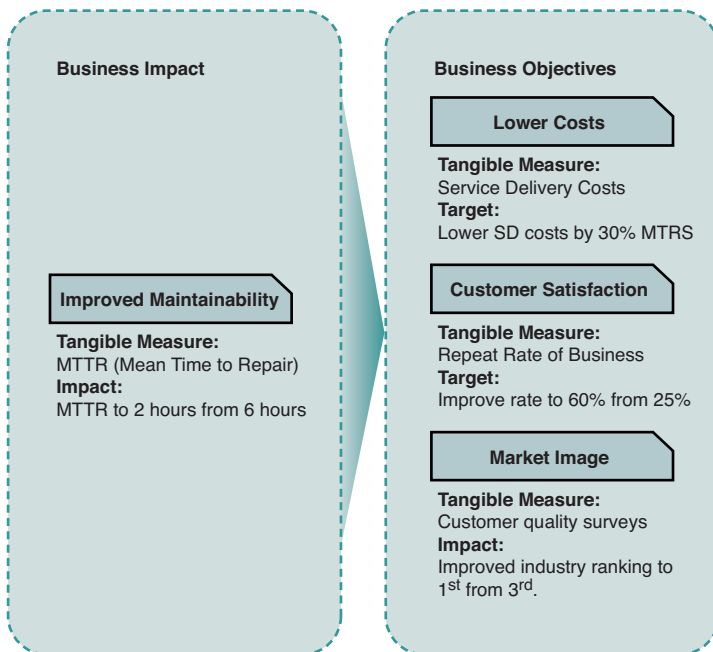 Business Impact
Improved Maintainability
Tangible Measure:
MTTR (Mean Time to Repair)
Impact:
MTTR to 2 hours from 6 hours
Business Objectives
Lower Costs
Tangible Measure:
Service Delivery Costs
Target:
Lower SD costs by 30% MTRS
Customer Satisfaction
Tangible Measure:
Repeat Rate of Business
Target:
Improve rate to 60% from 25%
Market Image
Tangible Measure:
Customer quality surveys
Impact:
Improved industry ranking to
1st from 3rd.